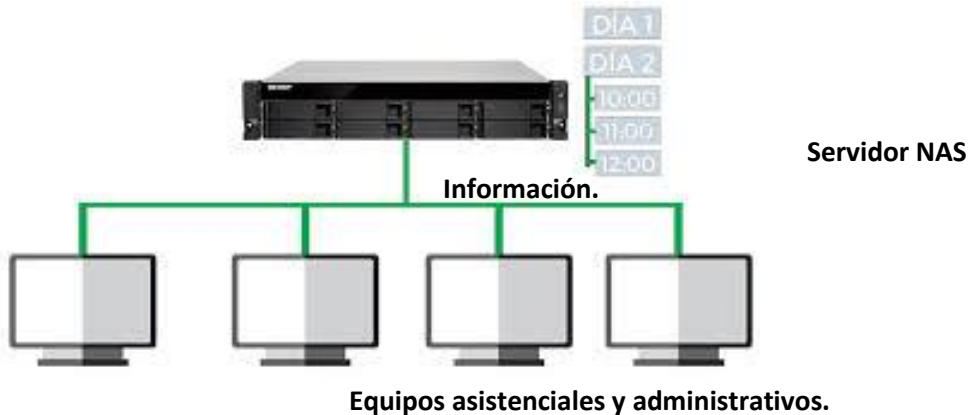 DÍA 1
DÍA 2
10:00
11:00
12:00
Servidor NAS
Información.
Equipos asistenciales y administrativos.